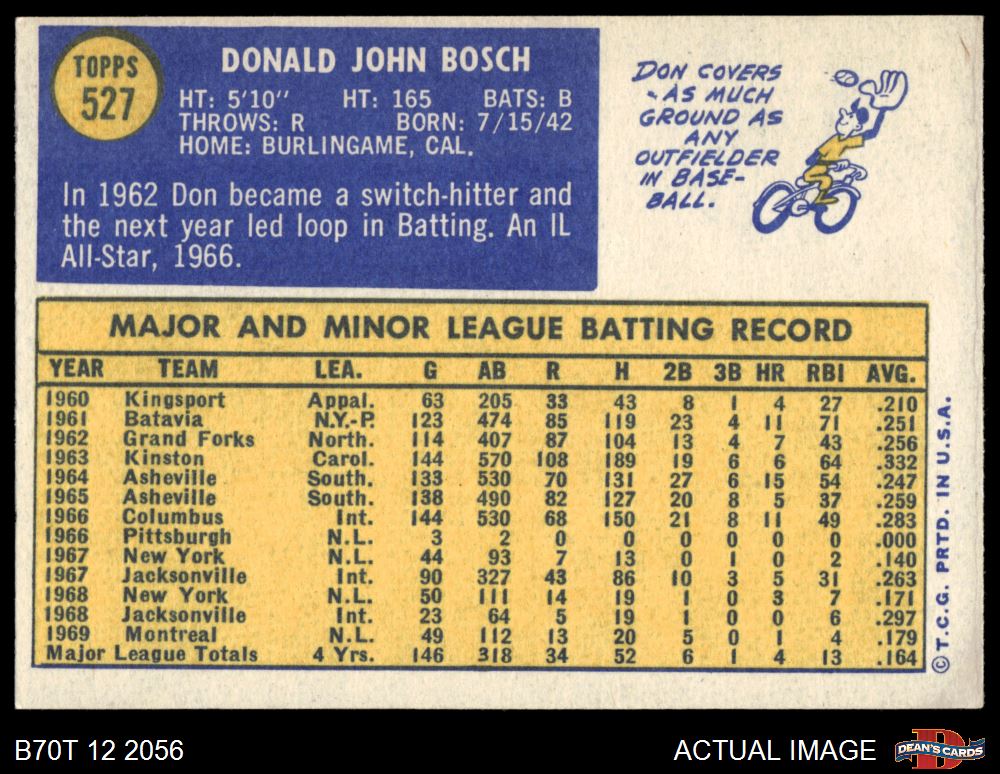 TOPPS
527
DONALD JOHN BOSCH
HT: 5'10" HT: 165 BATS: B
THROWS: R BORN: 7/15/42
HOME: BURLINGAME, CAL.
In 1962 Don became a switch-hitter and
the next year led loop in Batting. An IL
All-Star, 1966.
DON COVERS
AS MUCH
GROUND AS
ANY
OUTFIELDER
IN BASE-
BALL.
MAJOR AND MINOR LEAGUE BATTING RECORD
YEAR TEAM LEA. G AB R H 2B 3B HR RBI AVG.
1960 Kingsport Appal. 63 205 33 43 8 1 4 27 .210
1961 Batavia N.Y.-P. 123 474 85 119 23 4 11 71 .251
1962 Grand Forks North. 114 407 87 104 13 4 7 43 .256
1963 Kinston Carol. 144 570 108 189 19 6 6 64 .332
1964 Asheville South. 133 530 70 131 27 6 15 54 .247
1965 Asheville South. 138 490 82 127 20 8 5 37 .259
1966 Columbus Int. 144 530 68 150 21 8 11 49 .283
1966 Pittsburgh N.L. 3 2 0 0 0 0 0 0 .000
1967 New York N.L. 44 93 7 13 0 1 0 2 .140
1967 Jacksonville Int. 90 327 43 86 10 3 5 31 .263
1968 New York N.L. 50 111 14 19 1 0 3 7 .171
1968 Jacksonville Int. 23 64 5 19 1 0 0 6 .297
1969 Montreal N.L. 49 112 13 20 5 0 1 4 .179
Major League Totals 4 Yrs. 146 318 34 52 6 1 4 13 .164
© T.C.G. PRTD. IN U.S.A.
B70T 12 2056
ACTUAL IMAGE
D
DEAN'S CARDS